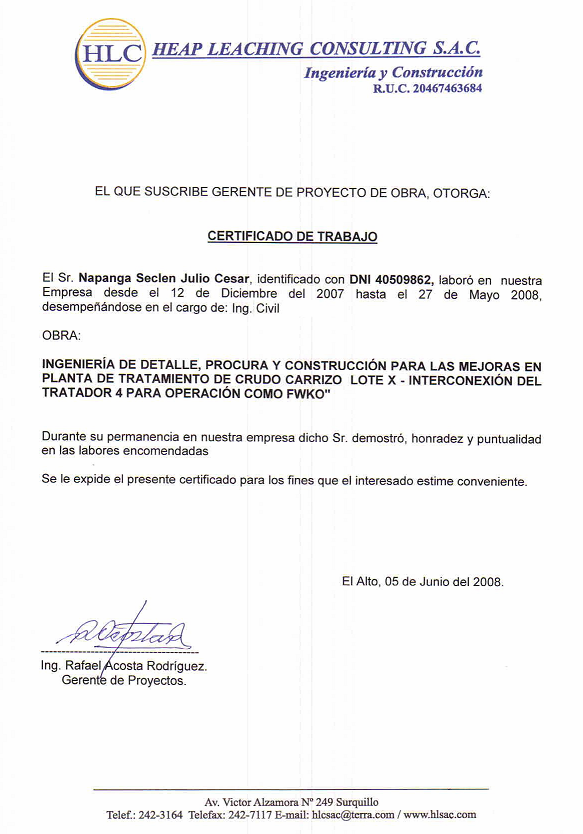 HLC
HEAP LEACHING CONSULTING S.A.C.
Ingeniería y Construcción
R.U.C. 20467463684
EL QUE SUSCRIBE GERENTE DE PROYECTO DE OBRA, OTORGA:
CERTIFICADO DE TRABAJO
El Sr. Napanga Seclen Julio Cesar, identificado con DNI 40509862, laboró en nuestra
Empresa desde el 12 de Diciembre del 2007 hasta el 27 de Mayo 2008,
desempeñándose en el cargo de: Ing. Civil
OBRA:
INGENIERÍA DE DETALLE, PROCURA Y CONSTRUCCIÓN PARA LAS MEJORAS EN
PLANTA DE TRATAMIENTO DE CRUDO CARRIZO LOTE X - INTERCONEXIÓN DEL
TRATADOR 4 PARA OPERACIÓN COMO FWKO"
Durante su permanencia en nuestra empresa dicho Sr. demostró, honradez y puntualidad
en las labores encomendadas
Se le expide el presente certificado para los fines que el interesado estime conveniente.
El Alto, 05 de Junio del 2008.
Ing. Rafael Acosta Rodríguez.
Gerente de Proyectos.
Av. Victor Alzamora Nº 249 Surquillo
Telef.: 242-3164 Telefax: 242-7117 E-mail: hlcsac@terra.com / www.hlsac.com